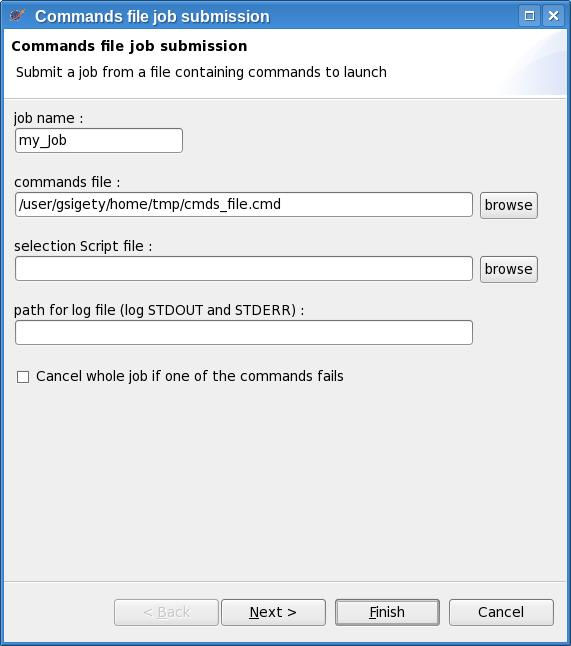 Commands file job submission
Commands file job submission
Submit a job from a file containing commands to launch
job name :
my_Job
commands file :
/user/gsigety/home/tmp/cmds_file.cmd
browse
selection Script file :
browse
path for log file (log STDOUT and STDERR) :
Cancel whole job if one of the commands fails
< Back
Next >
Finish
Cancel